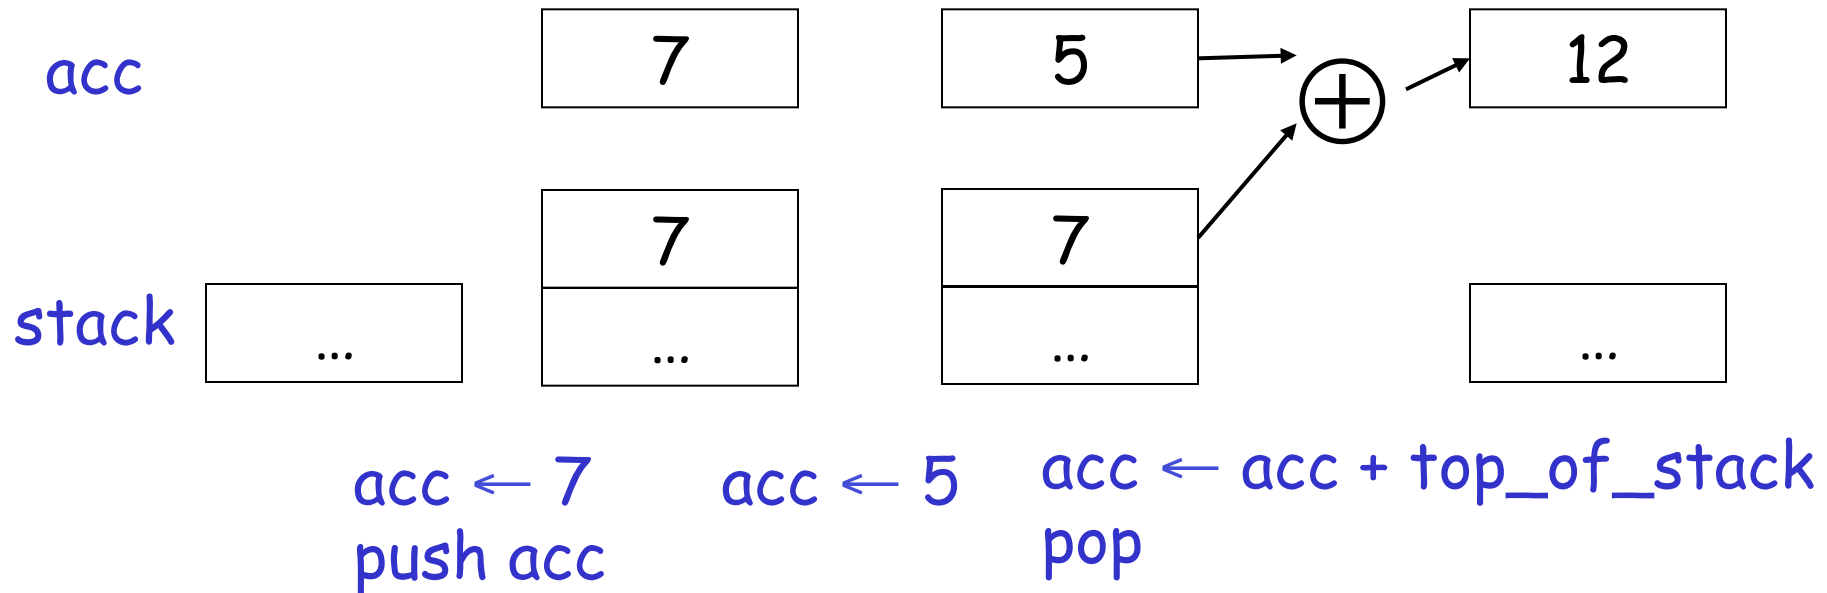 acc 7 5 12
7 7
stack ... ... ... ...
acc ← 7 acc ← 5 acc ← acc + top_of_stack
push acc pop